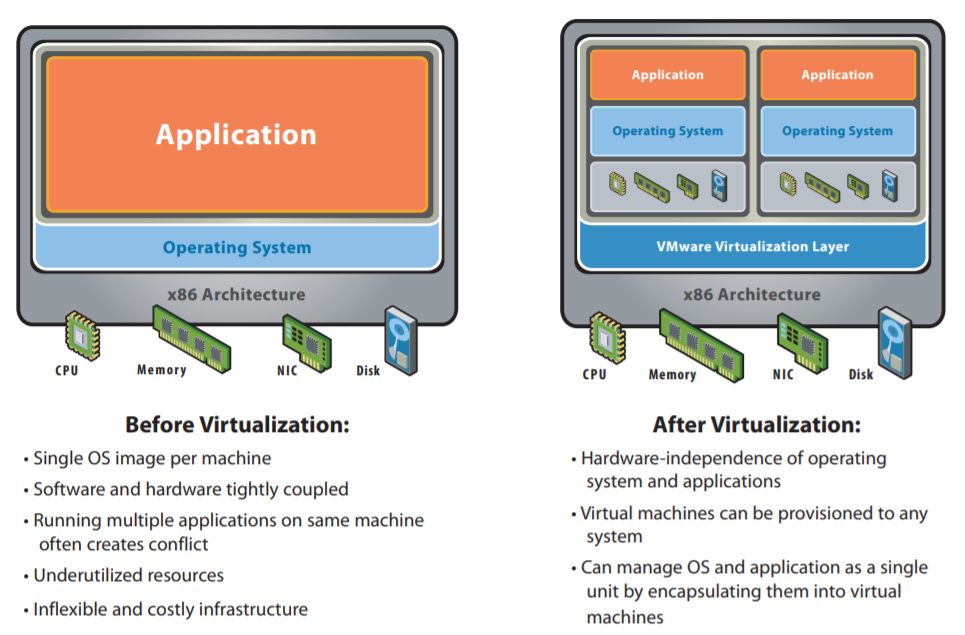 Application
Operating System
x86 Architecture
CPU
Memory
NIC
Disk
Before Virtualization:
• Single OS image per machine
• Software and hardware tightly coupled
• Running multiple applications on same machine
often creates conflict
• Underutilized resources
• Inflexible and costly infrastructure
Application
Application
Operating System
Operating System
VMware Virtualization Layer
x86 Architecture
CPU
Memory
NIC
Disk
After Virtualization:
• Hardware-independence of operating
system and applications
• Virtual machines can be provisioned to any
system
• Can manage OS and application as a single
unit by encapsulating them into virtual
machines